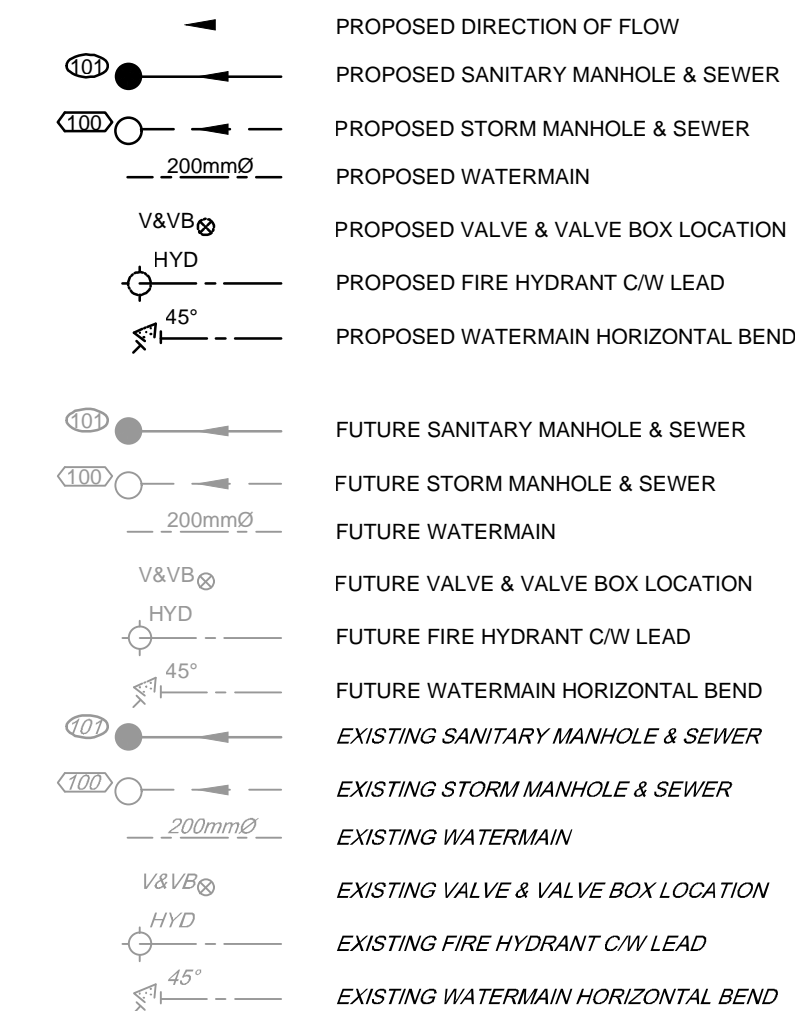 PROPOSED DIRECTION OF FLOW
101 PROPOSED SANITARY MANHOLE & SEWER
100 PROPOSED STORM MANHOLE & SEWER
200mmØ PROPOSED WATERMAIN
V&VB PROPOSED VALVE & VALVE BOX LOCATION
HYD PROPOSED FIRE HYDRANT C/W LEAD
45° PROPOSED WATERMAIN HORIZONTAL BEND
101 FUTURE SANITARY MANHOLE & SEWER
100 FUTURE STORM MANHOLE & SEWER
200mmØ FUTURE WATERMAIN
V&VB FUTURE VALVE & VALVE BOX LOCATION
HYD FUTURE FIRE HYDRANT C/W LEAD
45° FUTURE WATERMAIN HORIZONTAL BEND
101 EXISTING SANITARY MANHOLE & SEWER
100 EXISTING STORM MANHOLE & SEWER
200mmØ EXISTING WATERMAIN
V&VB EXISTING VALVE & VALVE BOX LOCATION
HYD EXISTING FIRE HYDRANT C/W LEAD
45° EXISTING WATERMAIN HORIZONTAL BEND